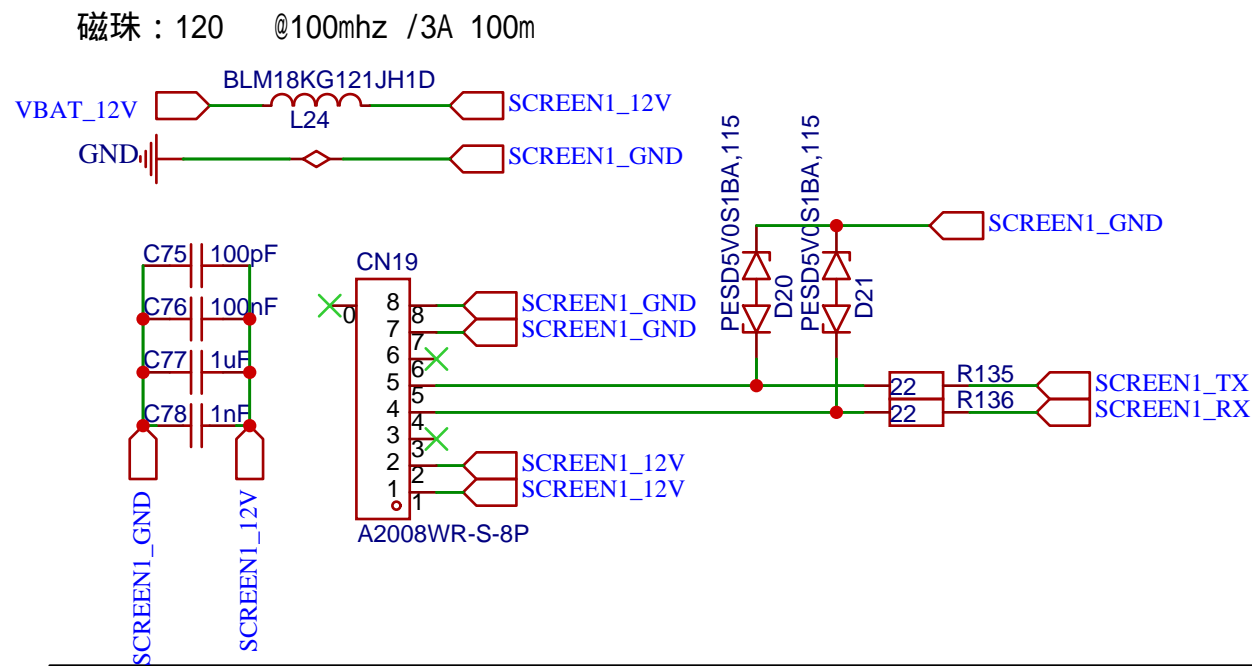 磁珠：120 @100mhz /3A 100m
BLM18KG121JH1D
VBAT_12V
SCREEN1_12V
L24
GND
SCREEN1_GND
PESD5V0S1BA,115
PESD5V0S1BA,115
SCREEN1_GND
C75 100pF
CN19
D20
D21
C76 100nF
0
8 8 SCREEN1_GND
7 7 SCREEN1_GND
C77 1uF
6 6
5 5
22 R135 SCREEN1_TX
C78 1nF
4 4
22 R136 SCREEN1_RX
3 3
2 2 SCREEN1_12V
1 1 SCREEN1_12V
A2008WR-S-8P
SCREEN1_GND
SCREEN1_12V